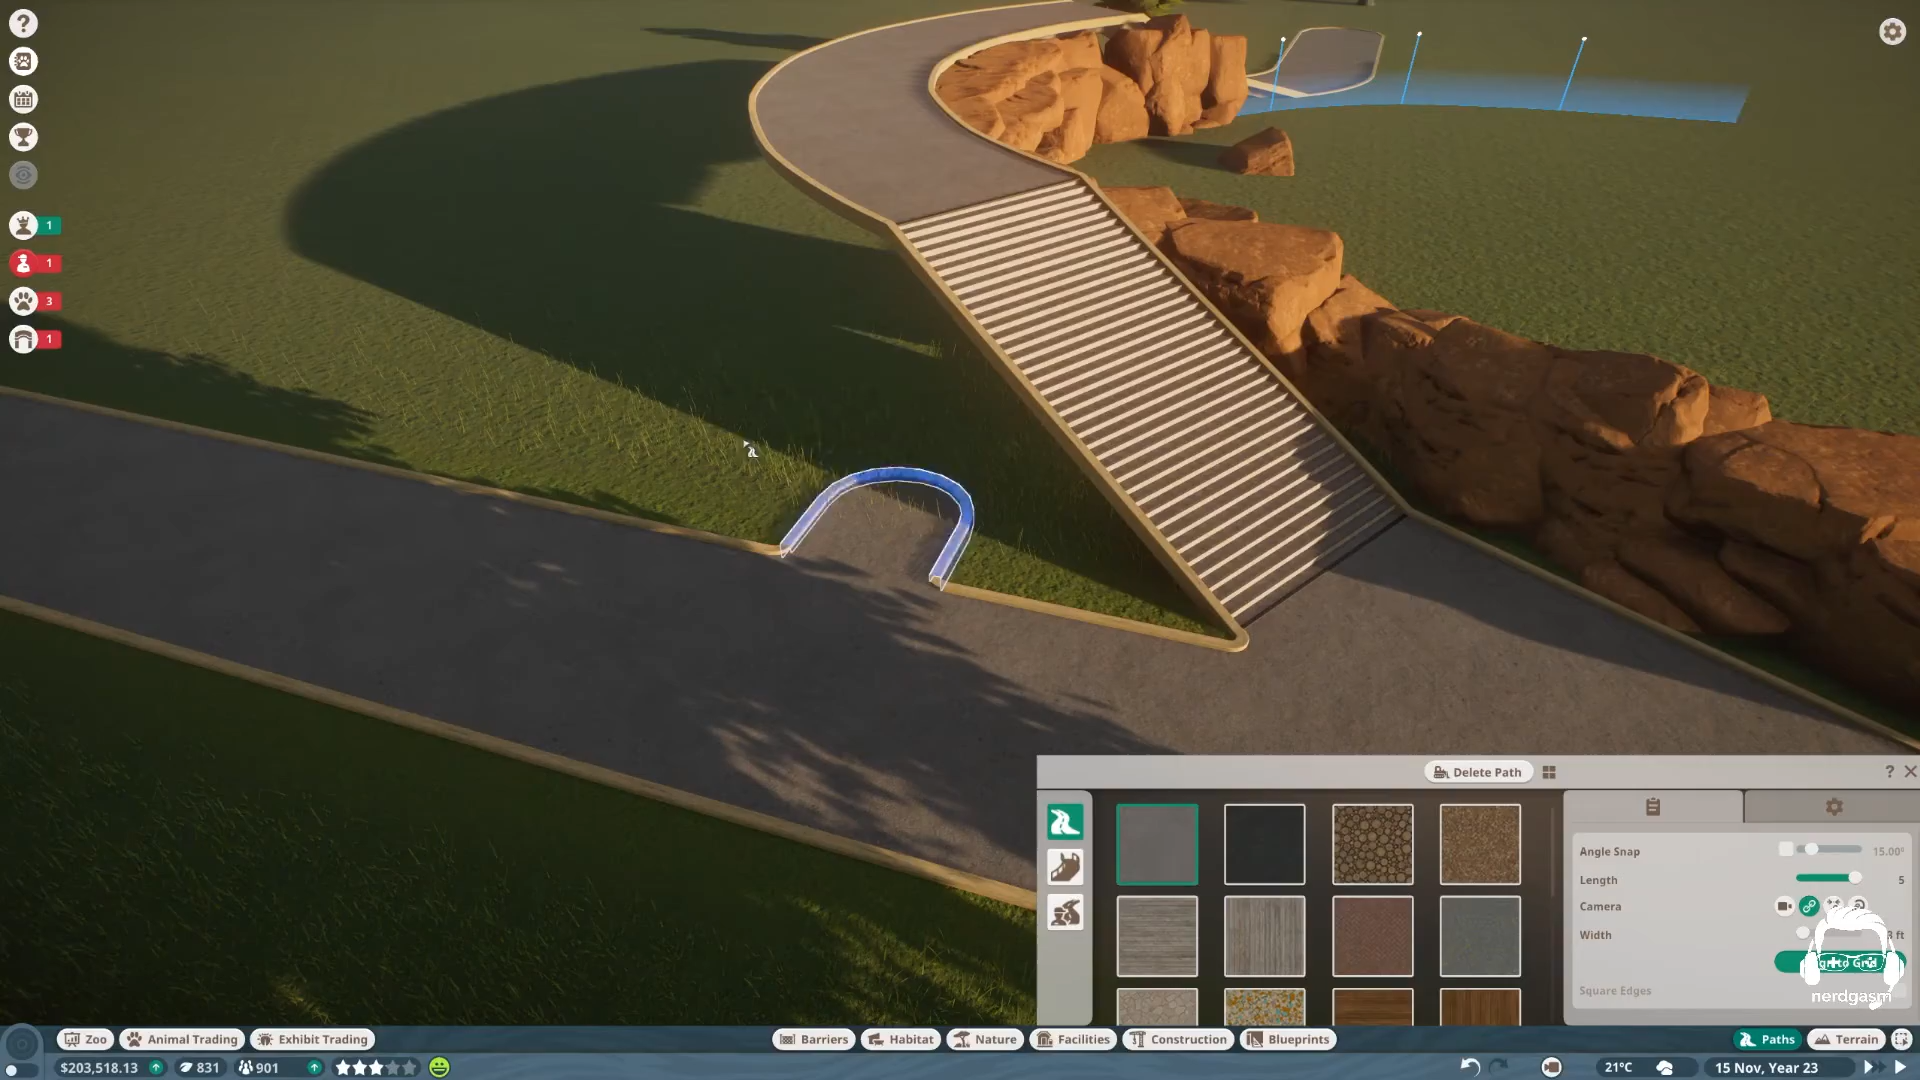 ?
1
1
3
1
Delete Path
?
Angle Snap 15.00°
Length 5
Camera
Width ft
Square Edges
nerdgasm
Zoo
Animal Trading
Exhibit Trading
Barriers
Habitat
Nature
Facilities
Construction
Blueprints
Paths
Terrain
$203,518.13
831
901
21°C
15 Nov, Year 23